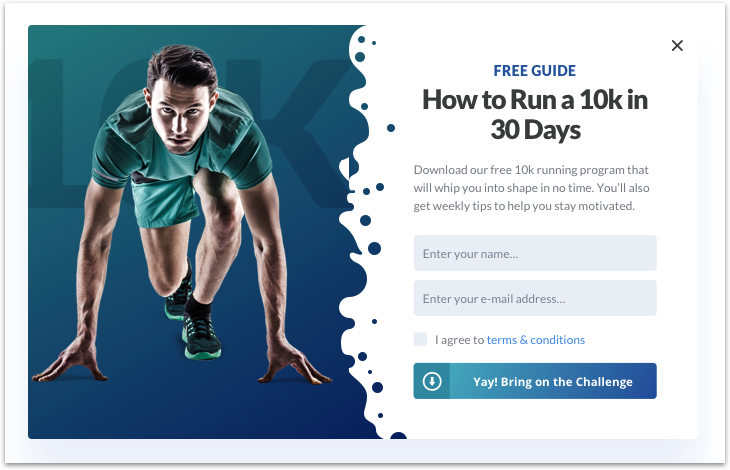 10K
FREE GUIDE
How to Run a 10k in
30 Days
Download our free 10k running program that
will whip you into shape in no time. You'll also
get weekly tips to help you stay motivated.
Enter your name...
Enter your e-mail address...
I agree to terms & conditions
Yay! Bring on the Challenge